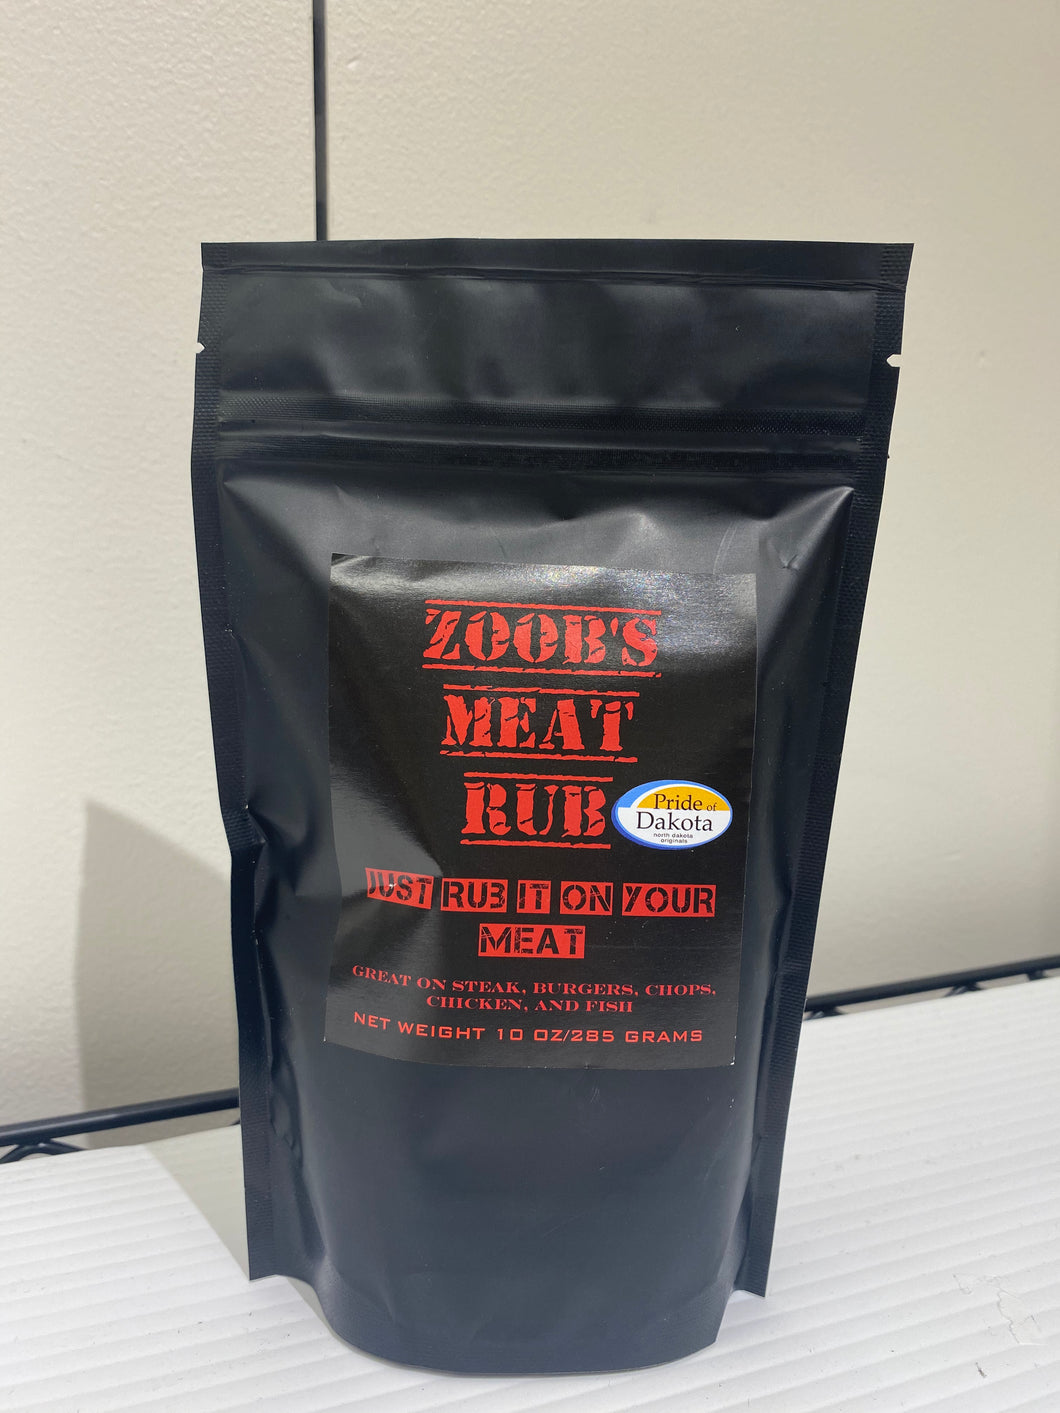 ZOOB'S
MEAT
RUB
Pride of
Dakota
north dakota
originals
JUST RUB IT ON YOUR
MEAT
GREAT ON STEAK, BURGERS, CHOPS,
CHICKEN, AND FISH
NET WEIGHT 10 OZ/285 GRAMS